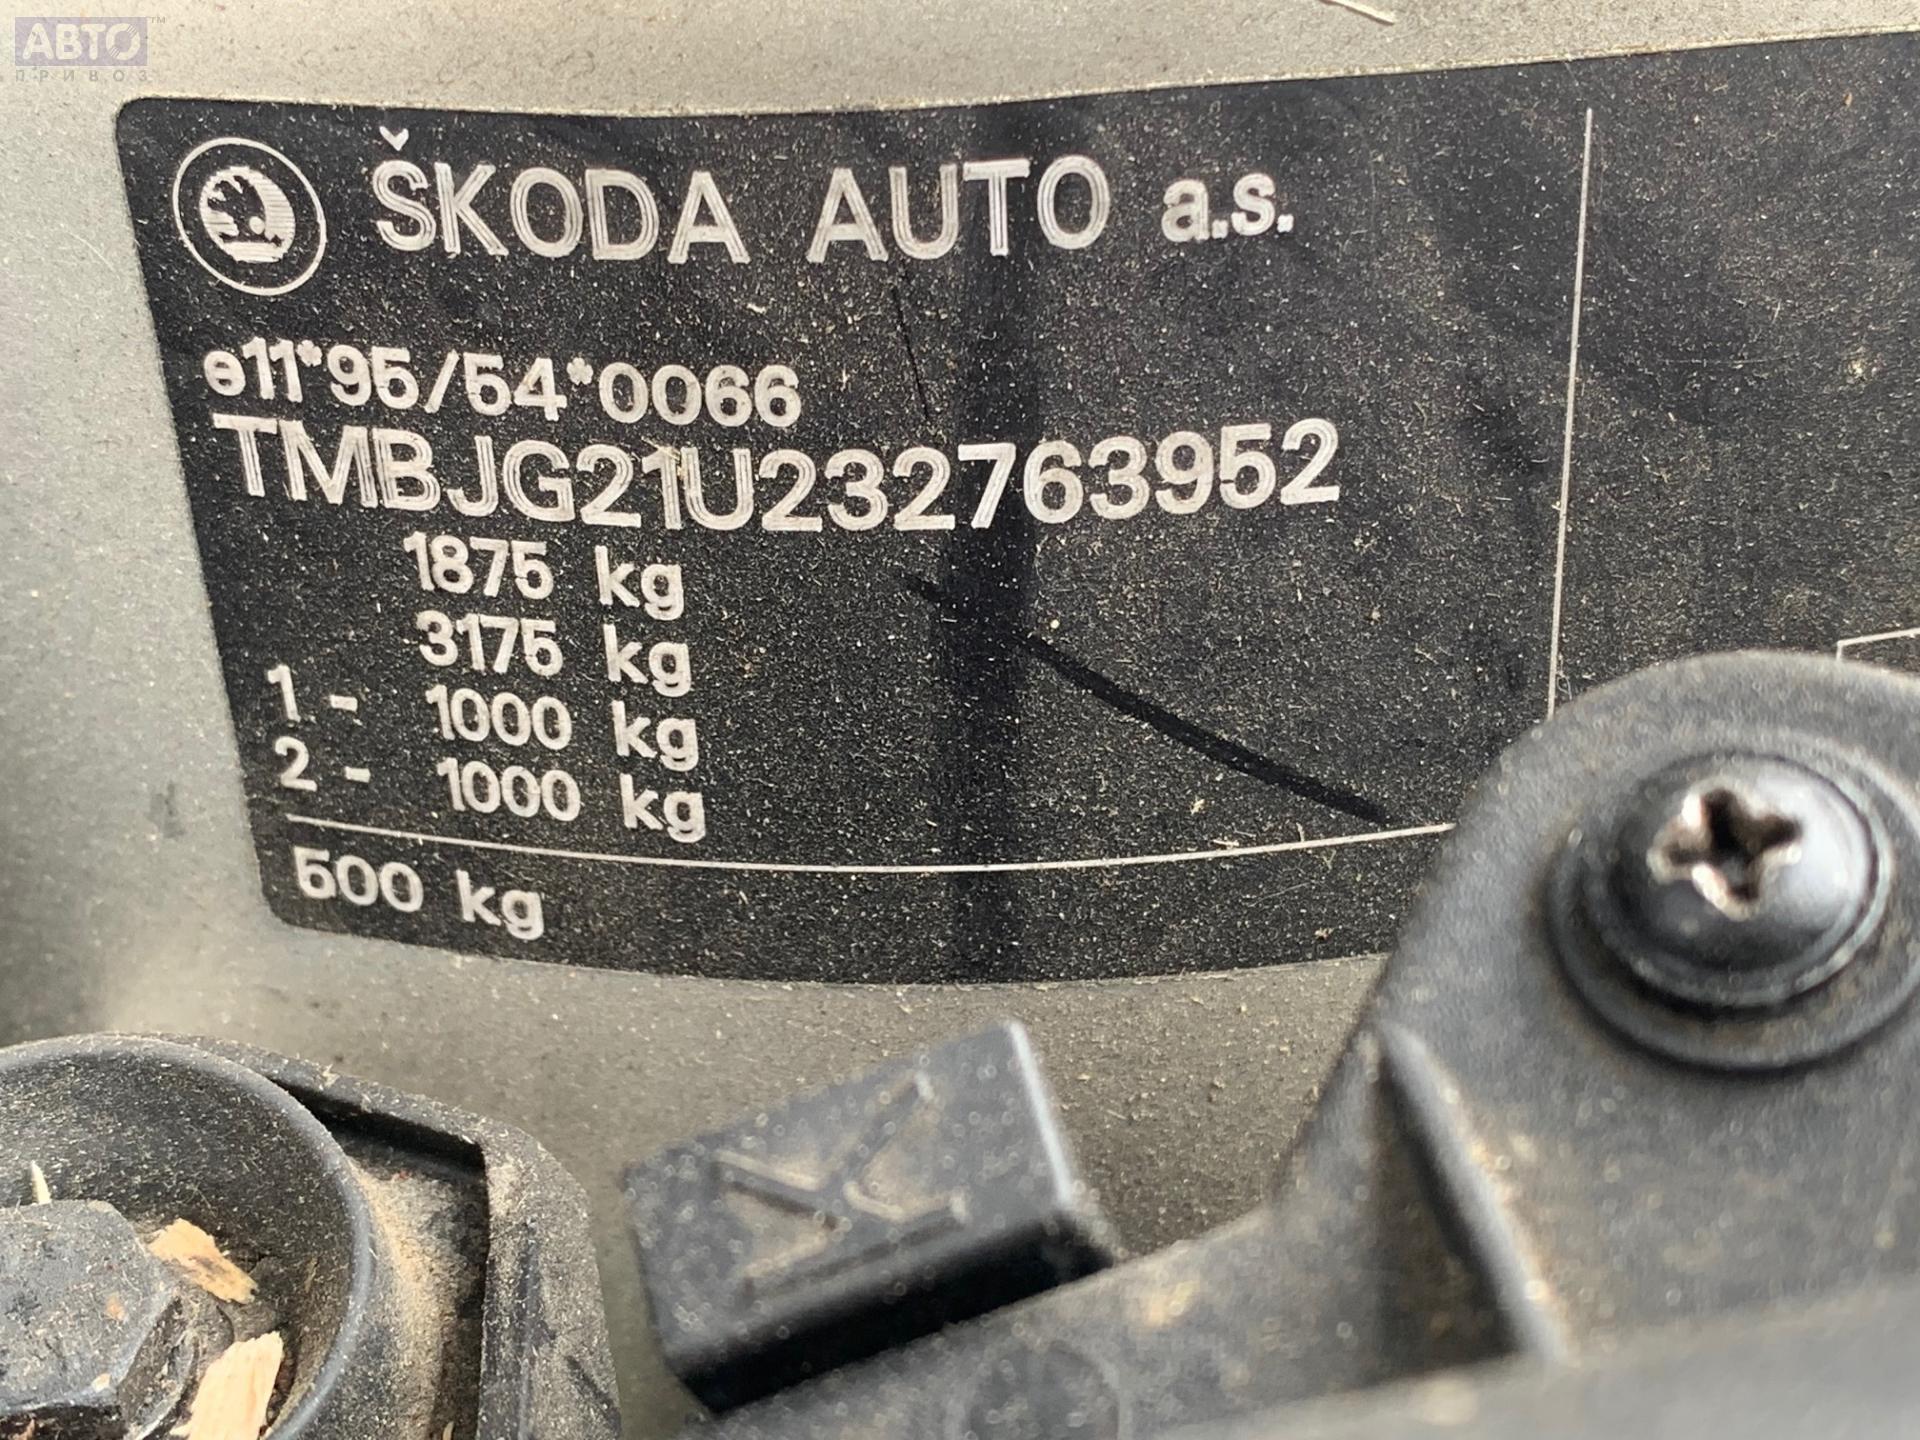 АВТО™
ПРИВОЗ
ŠKODA AUTO a.s.
e11*95/54*0066
TMBJG21U232763952
1875 kg
3175 kg
1 - 1000 kg
2 - 1000 kg
500 kg